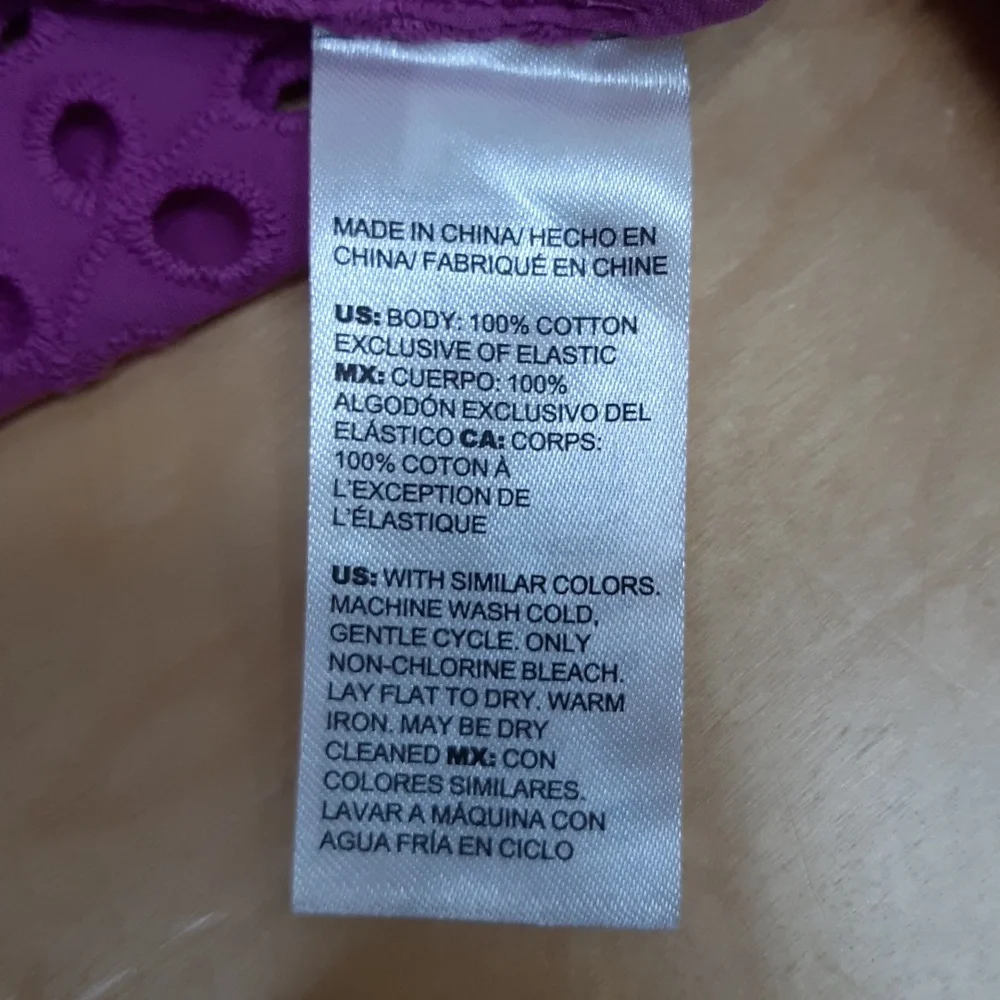 MADE IN CHINA/ HECHO EN
CHINA/ FABRIQUÉ EN CHINE
US: BODY: 100% COTTON
EXCLUSIVE OF ELASTIC
MX: CUERPO: 100%
ALGODÓN EXCLUSIVO DEL
ELÁSTICO CA: CORPS:
100% COTON À
L'EXCEPTION DE
L'ÉLASTIQUE
US: WITH SIMILAR COLORS.
MACHINE WASH COLD,
GENTLE CYCLE. ONLY
NON-CHLORINE BLEACH.
LAY FLAT TO DRY. WARM
IRON. MAY BE DRY
CLEANED MX: CON
COLORES SIMILARES.
LAVAR A MÁQUINA CON
AGUA FRÍA EN CICLO